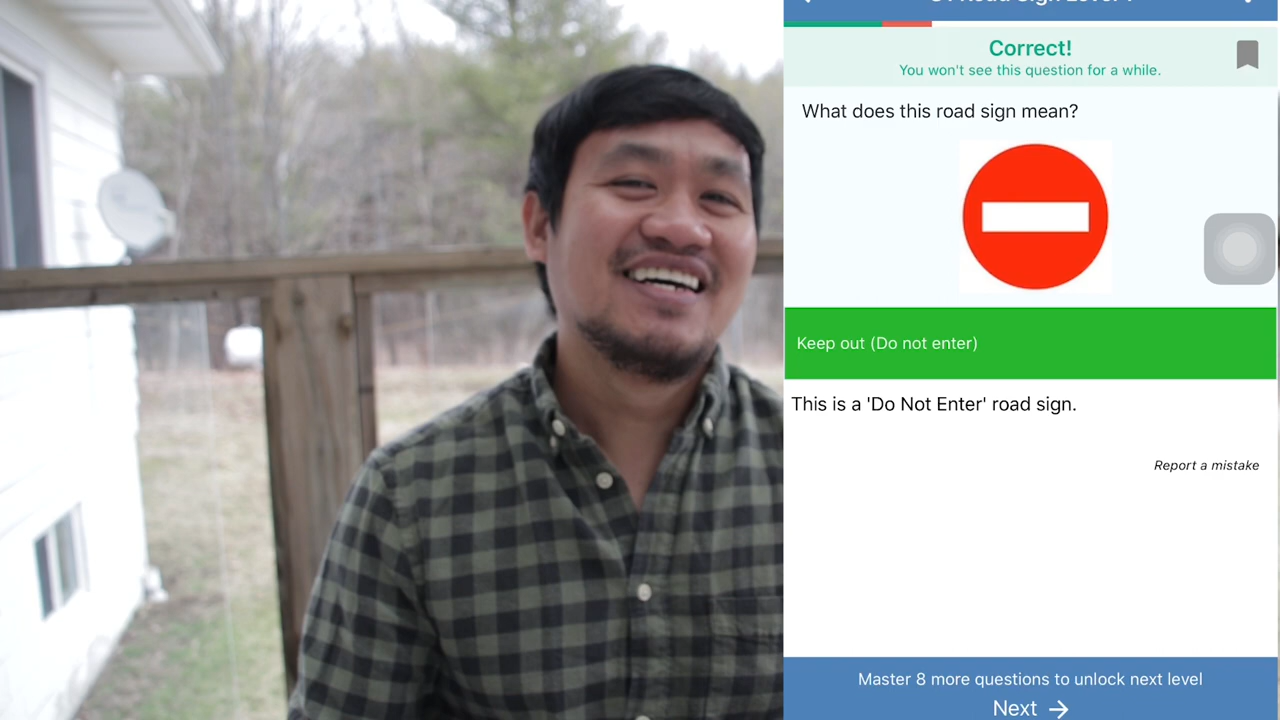 Correct!
You won't see this question for a while.
What does this road sign mean?
Keep out (Do not enter)
This is a 'Do Not Enter' road sign.
Report a mistake
Master 8 more questions to unlock next level
Next →